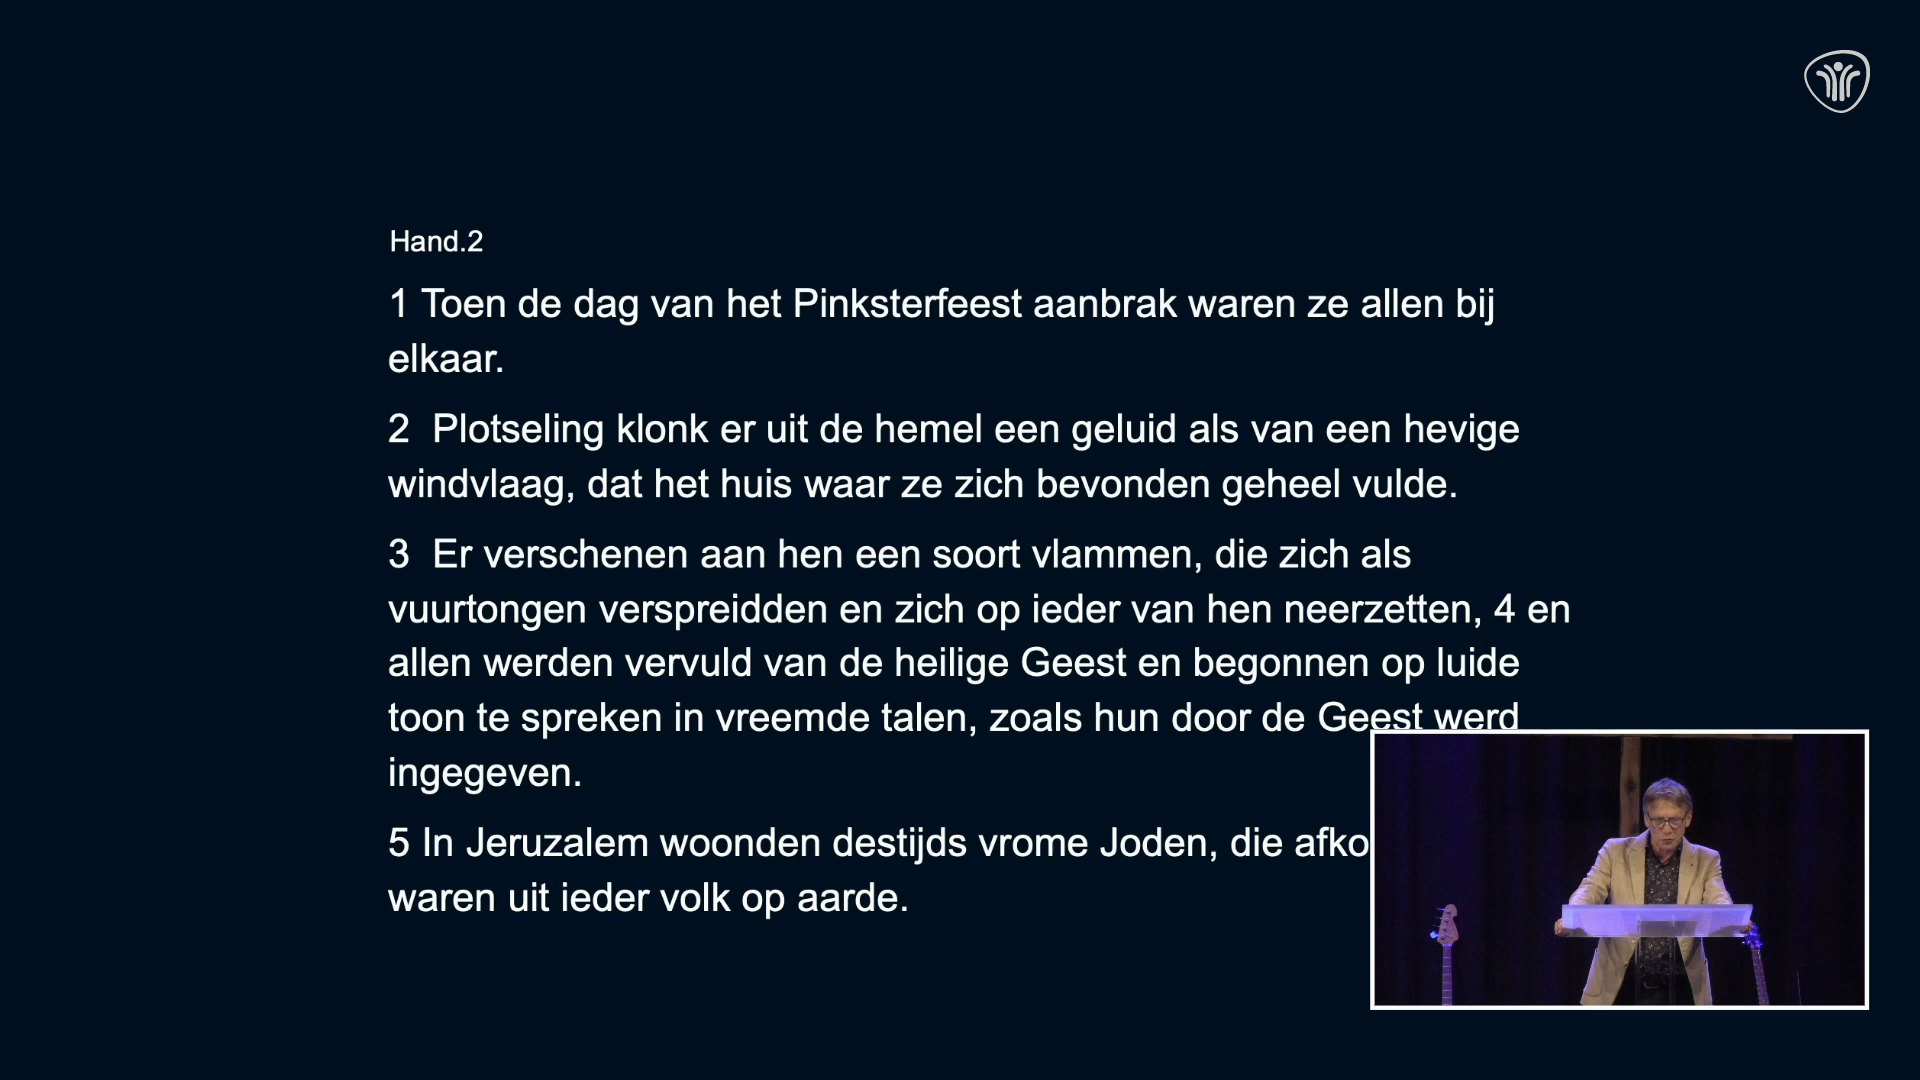 Hand.2
1 Toen de dag van het Pinksterfeest aanbrak waren ze allen bij
elkaar.
2 Plotseling klonk er uit de hemel een geluid als van een hevige
windvlaag, dat het huis waar ze zich bevonden geheel vulde.
3 Er verschenen aan hen een soort vlammen, die zich als
vuurtongen verspreidden en zich op ieder van hen neerzetten, 4 en
allen werden vervuld van de heilige Geest en begonnen op luide
toon te spreken in vreemde talen, zoals hun door de Geest werd
ingegeven.
5 In Jeruzalem woonden destijds vrome Joden, die
waren uit ieder volk op aarde.